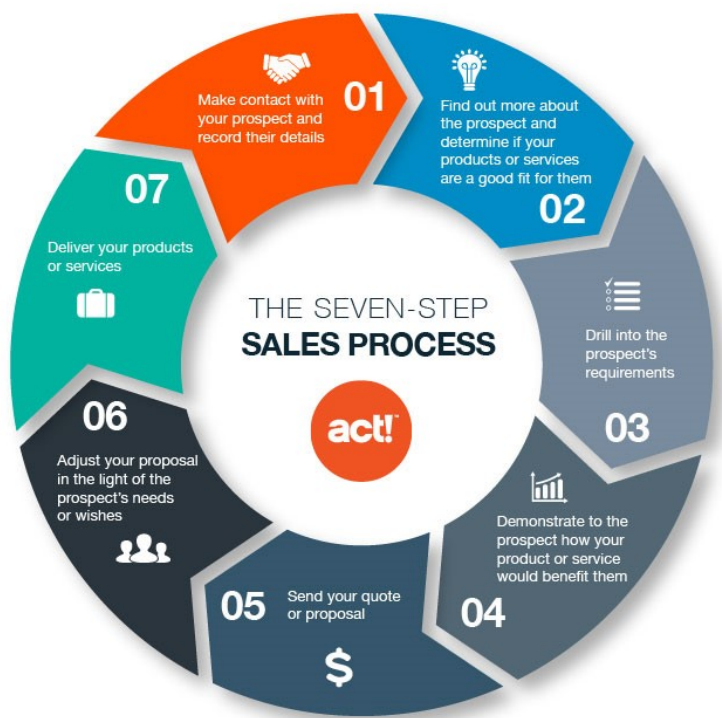 THE SEVEN-STEP
SALES PROCESS
act!™
01
Make contact with
your prospect and
record their details
Find out more about
the prospect and
determine if your
products or services
are a good fit for them
02
Drill into the
prospect's
requirements
03
Demonstrate to the
prospect how your
product or service
would benefit them
04
05
Send your quote
or proposal
$
06
Adjust your proposal
in the light of the
prospect's needs
or wishes
07
Deliver your products
or services